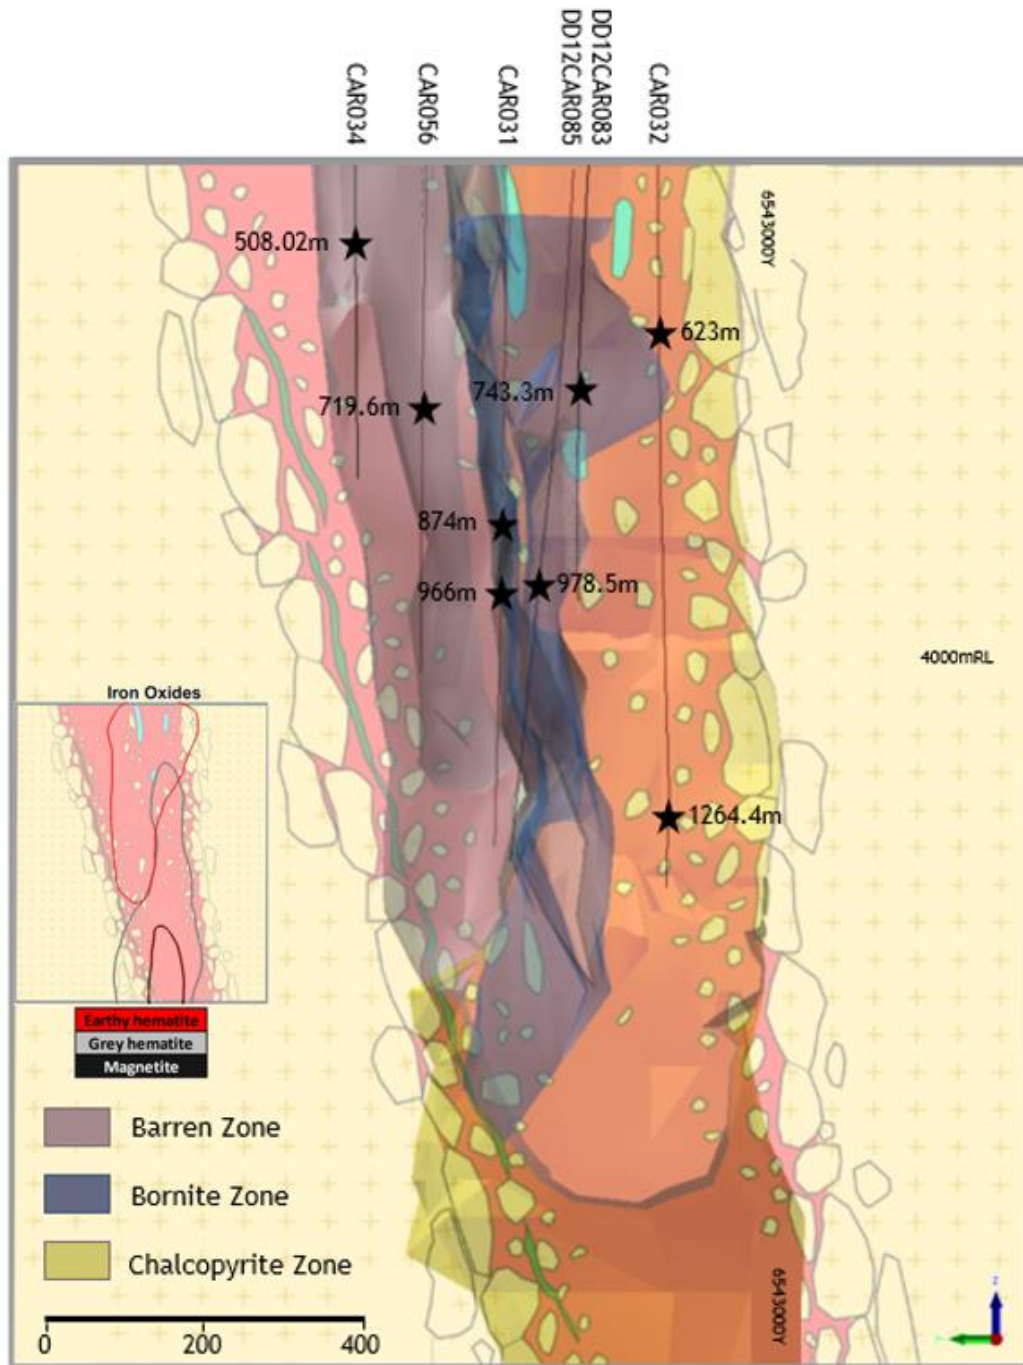 CAR034
CAR056
CAR031
DD12CAR085
DD12CAR083
CAR032
6543000Y
508.02m
623m
743.3m
719.6m
874m
966m
978.5m
4000mRL
Iron Oxides
1264.4m
Earthy hematite
Grey hematite
Magnetite
Barren Zone
Bornite Zone
Chalcopyrite Zone
6543000Y
0 200 400
z